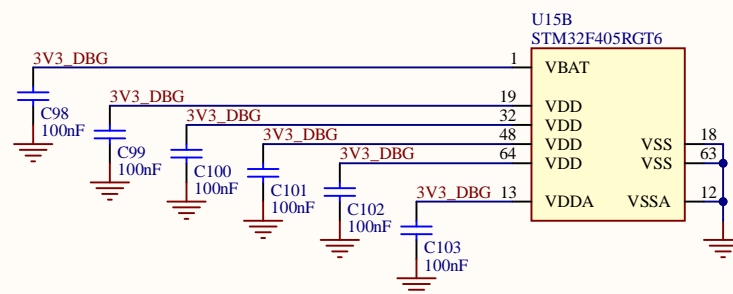 U15B
STM32F405RGT6
3V3_DBG
1
VBAT
C98
100nF
3V3_DBG
19
VDD
C99
100nF
3V3_DBG
32
VDD
C100
100nF
3V3_DBG
48
VDD
VSS
18
C101
100nF
3V3_DBG
64
VDD
VSS
63
C102
100nF
3V3_DBG
13
VDDA
VSSA
12
C103
100nF